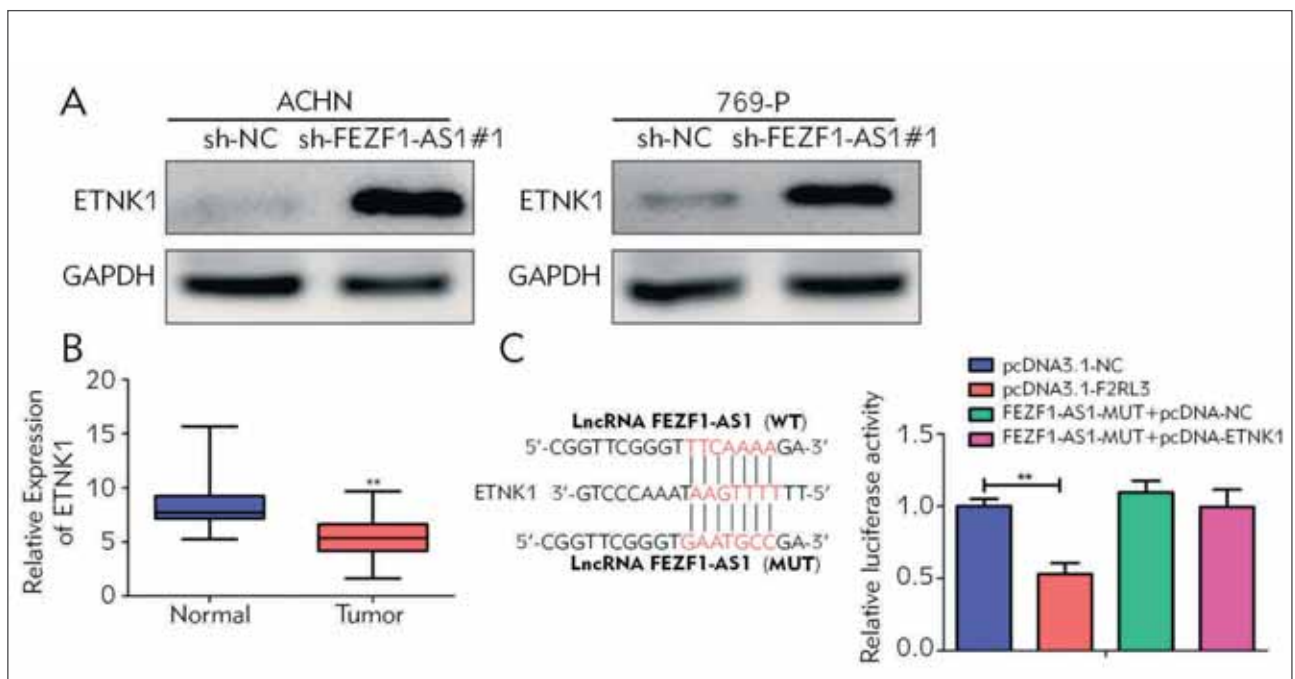 A
ACHN
sh-NC sh-FEZF1-AS1#1
ETNK1
GAPDH
769-P
sh-NC sh-FEZF1-AS1#1
ETNK1
GAPDH
B
Relative Expression
of ETNK1
20
15
10
5
0
**
Normal
Tumor
C
LncRNA FEZF1-AS1 (WT)
5'-CGGTTCGGGTTTCAAAAGA-3'
ETNK1 3'-GTCCCAAATAAGTTTTTT-5'
5'-CGGTTCGGGTGAATGCCGA-3'
LncRNA FEZF1-AS1 (MUT)
pcDNA3.1-NC
pcDNA3.1-F2RL3
FEZF1-AS1-MUT+pcDNA-NC
FEZF1-AS1-MUT+pcDNA-ETNK1
Relative luciferase activity
1.5
1.0
0.5
0.0
**